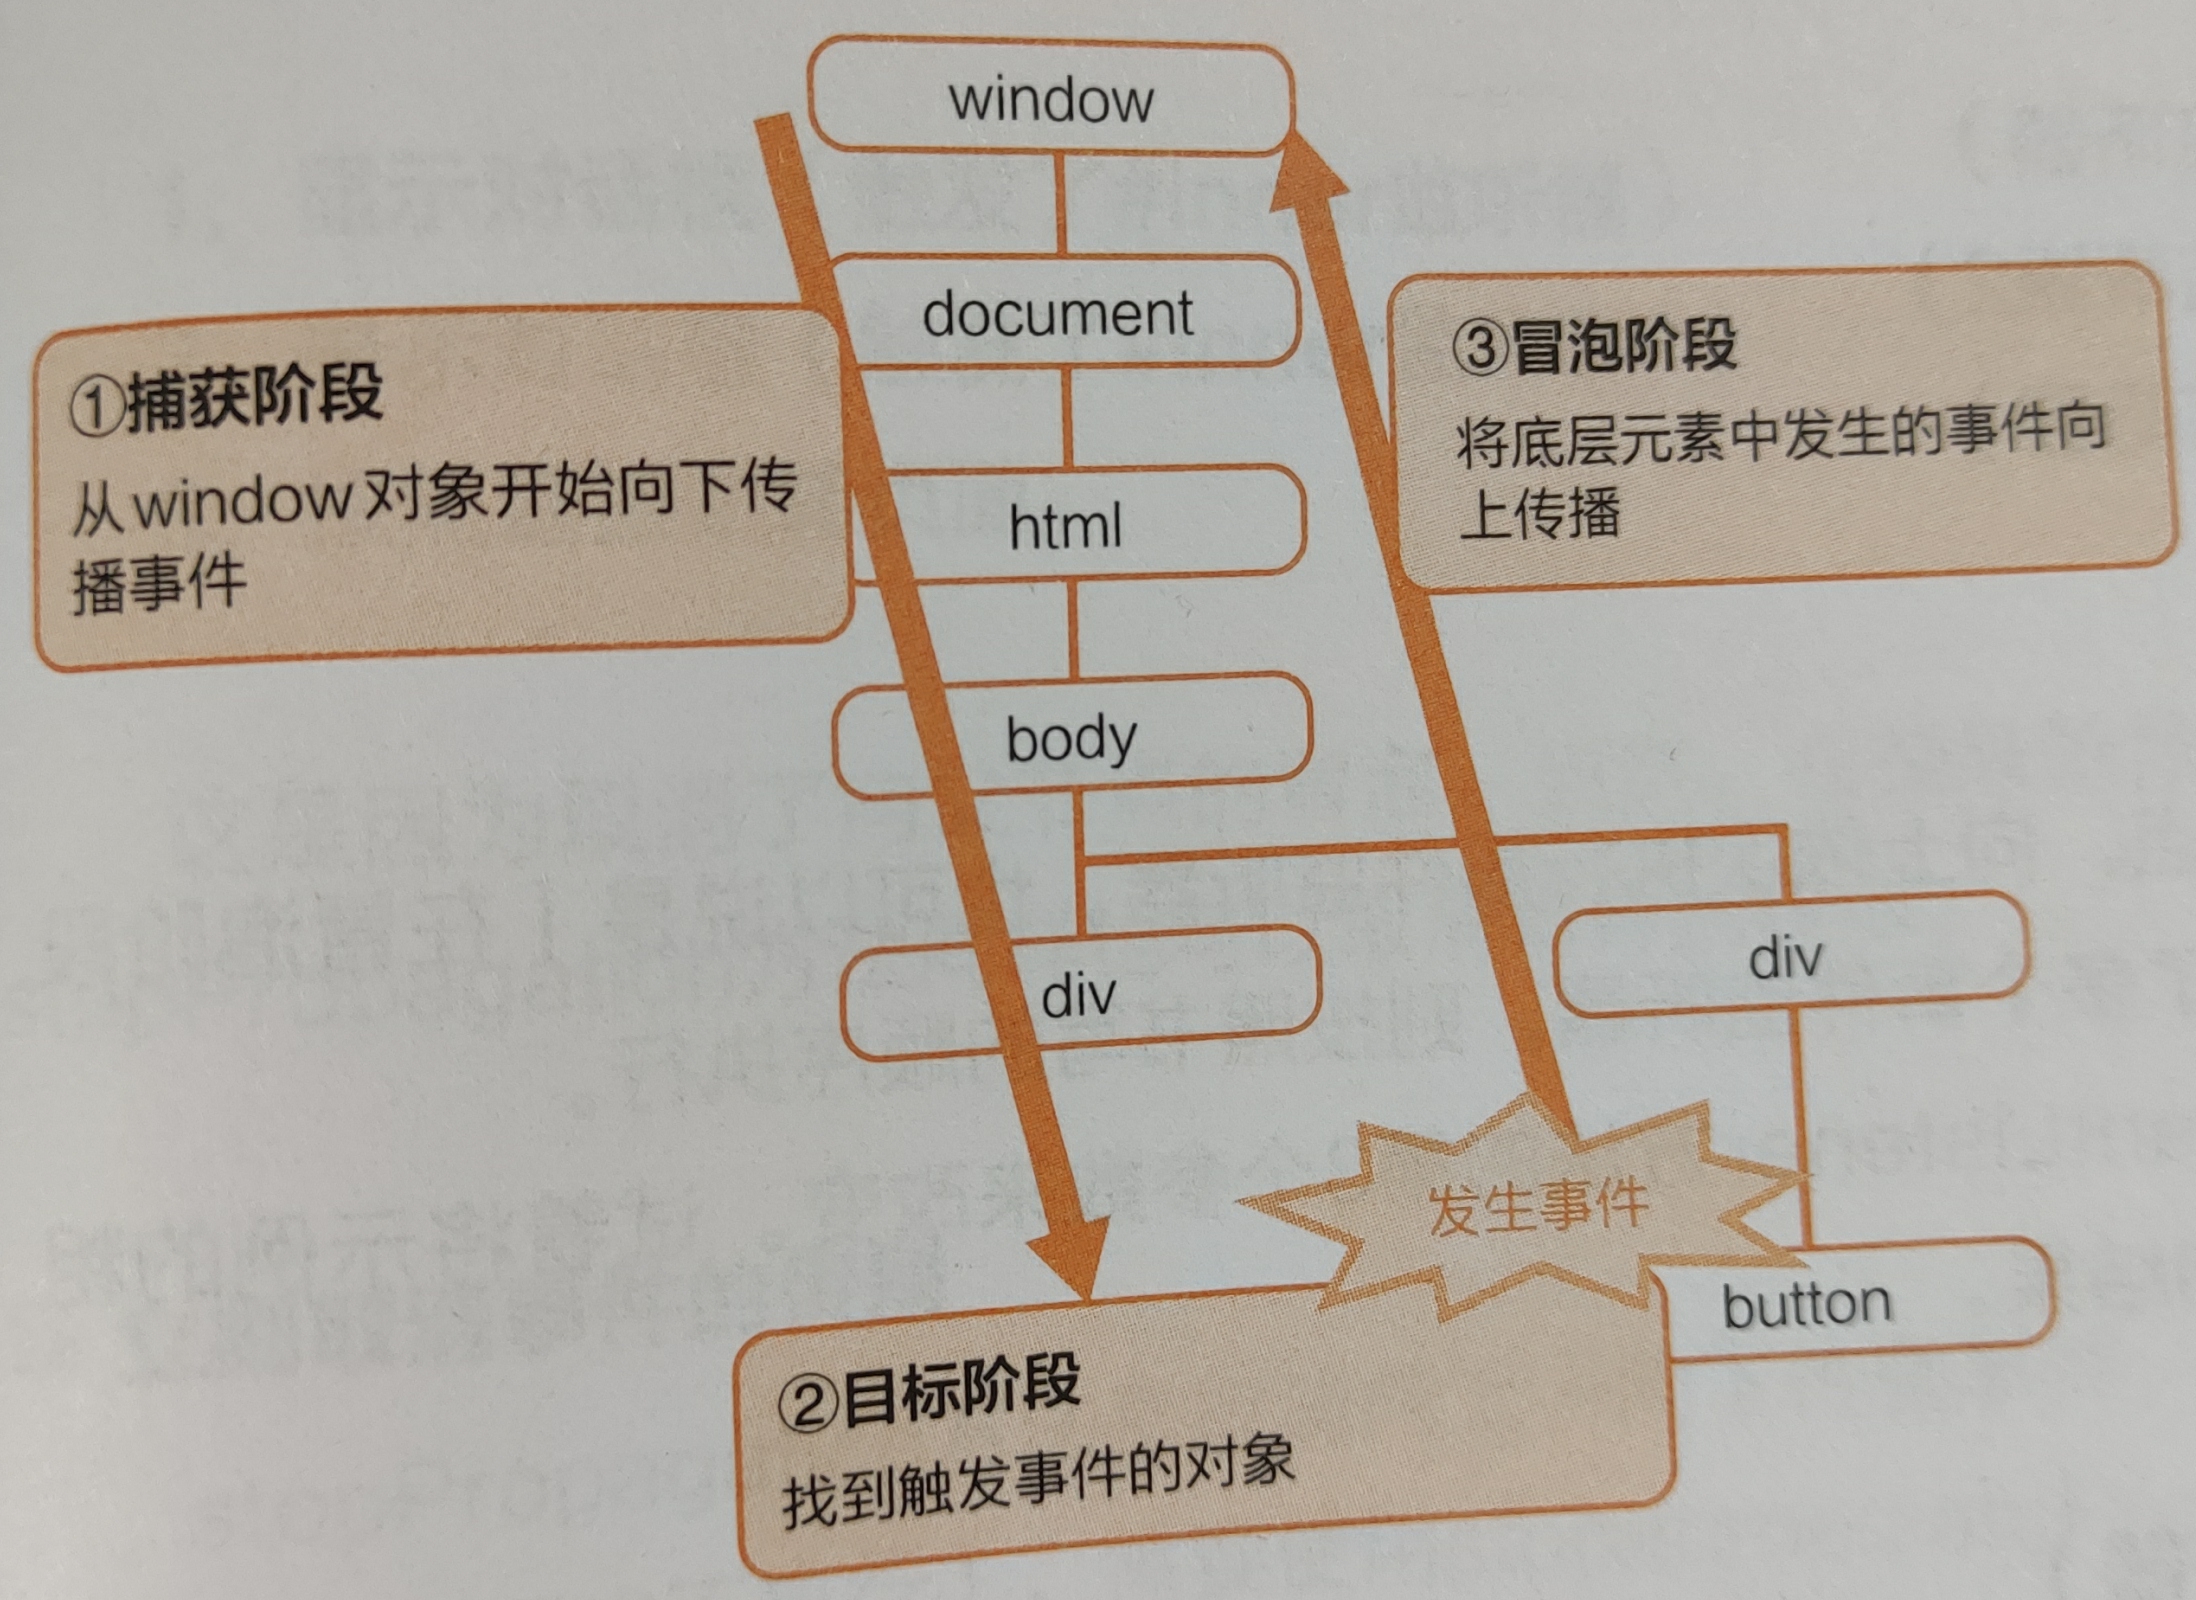 window
document
①捕获阶段
从window对象开始向下传
播事件
③冒泡阶段
将底层元素中发生的事件向
上传播
html
body
div
div
发生事件
button
②目标阶段
找到触发事件的对象